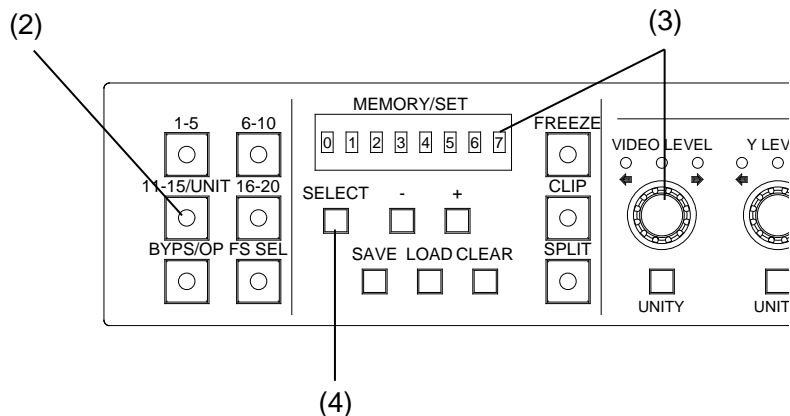 (2)
(3)
MEMORY/SET
1-5 6-10
0 1 2 3 4 5 6 7
FREEZE
VIDEO LEVEL
Y LEV
11-15/UNIT 16-20
SELECT - +
CLIP
BYPS/OP FS SEL
SAVE LOAD CLEAR
SPLIT
UNITY
UNIT
(4)